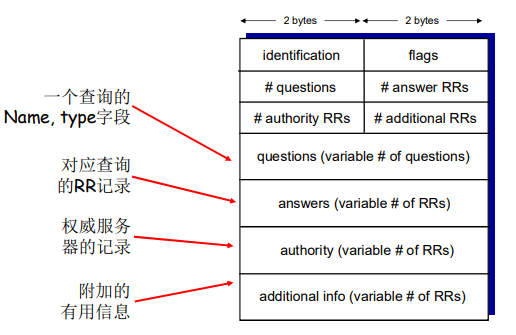 2 bytes 2 bytes
identification flags
# questions # answer RRs
# authority RRs # additional RRs
questions (variable # of questions)
answers (variable # of RRs)
authority (variable # of RRs)
additional info (variable # of RRs)
一个查询的
Name, type字段
对应查询
的RR记录
权威服务
器的记录
附加的
有用信息